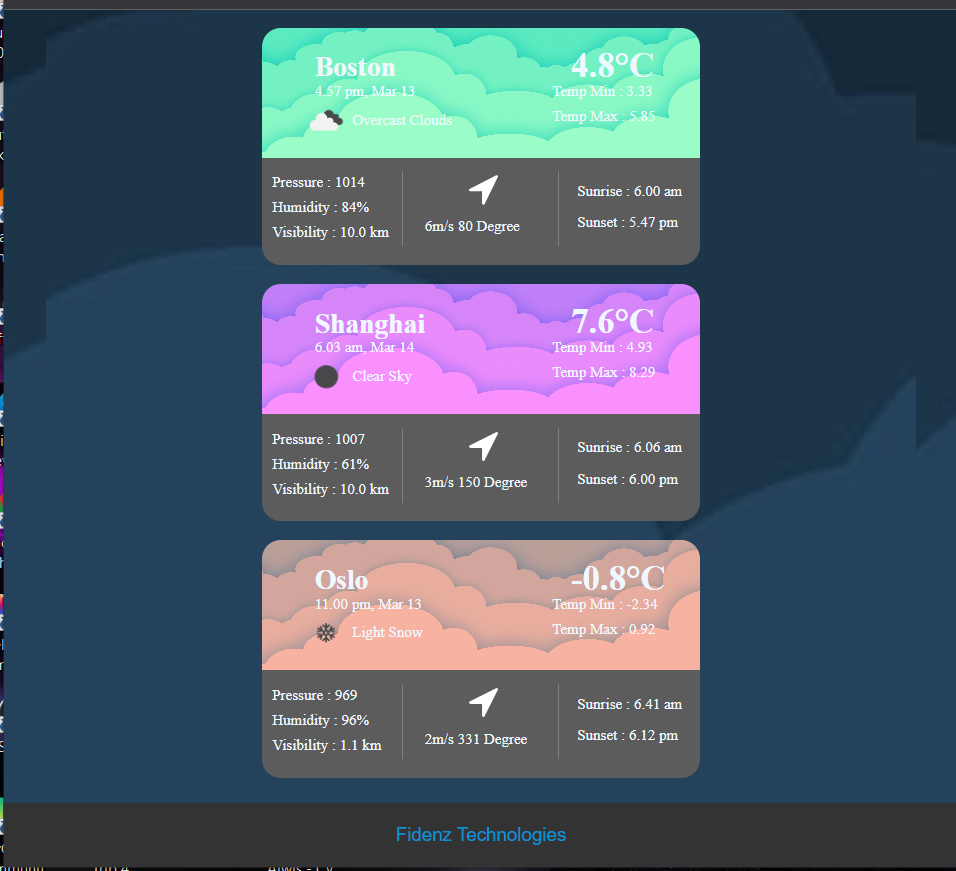 Boston
4.57 pm, Mar 13
Overcast Clouds
4.8°C
Temp Min : 3.33
Temp Max : 5.85
Pressure : 1014
Humidity : 84%
Visibility : 10.0 km
6m/s 80 Degree
Sunrise : 6.00 am
Sunset : 5.47 pm
Shanghai
6.03 am, Mar 14
Clear Sky
7.6°C
Temp Min : 4.93
Temp Max : 8.29
Pressure : 1007
Humidity : 61%
Visibility : 10.0 km
3m/s 150 Degree
Sunrise : 6.06 am
Sunset : 6.00 pm
Oslo
11.00 pm, Mar 13
Light Snow
-0.8°C
Temp Min : -2.34
Temp Max : 0.92
Pressure : 969
Humidity : 96%
Visibility : 1.1 km
2m/s 331 Degree
Sunrise : 6.41 am
Sunset : 6.12 pm
Fidenz Technologies